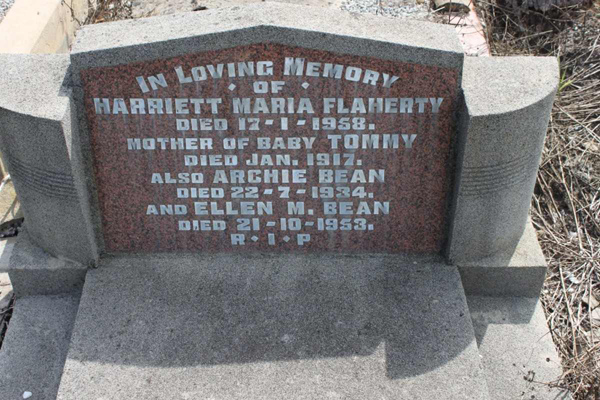 IN LOVING MEMORY
· OF ·
HARRIETT MARIA FLAHERTY
DIED 17-1-1958.
MOTHER OF BABY TOMMY
DIED JAN. 1917.
ALSO ARCHIE BEAN
DIED 22-7-1934,
AND ELLEN M. BEAN
DIED 21-10-1953.
R · I · P